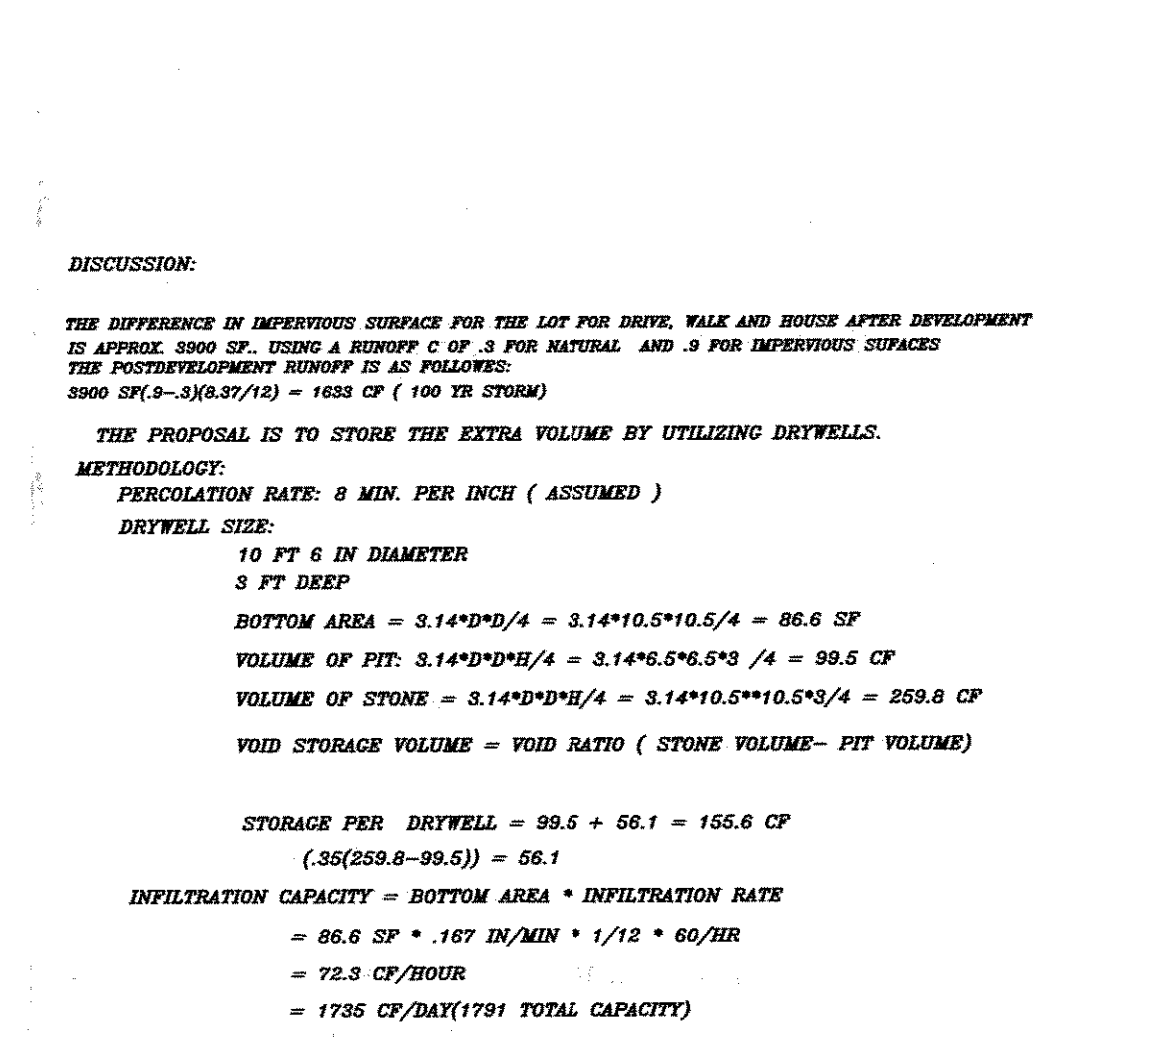 DISCUSSION:
THE DIFFERENCE IN IMPERVIOUS SURFACE FOR THE LOT FOR DRIVE, WALK AND HOUSE AFTER DEVELOPMENT
IS APPROX. 3900 SF.. USING A RUNOFF C OF .3 FOR NATURAL AND .9 FOR IMPERVIOUS SUFACES
THE POSTDEVELOPMENT RUNOFF IS AS FOLLOWES:
3900 SF(.9-.3)(8.37/12) = 1633 CF ( 100 YR STORM)
THE PROPOSAL IS TO STORE THE EXTRA VOLUME BY UTILIZING DRYWELLS.
METHODOLOGY:
PERCOLATION RATE: 8 MIN. PER INCH ( ASSUMED )
DRYWELL SIZE:
10 FT 6 IN DIAMETER
3 FT DEEP
BOTTOM AREA = 3.14*D*D/4 = 3.14*10.5*10.5/4 = 86.6 SF
VOLUME OF PIT: 3.14*D*D*H/4 = 3.14*6.5*6.5*3 /4 = 99.5 CF
VOLUME OF STONE = 3.14*D*D*H/4 = 3.14*10.5**10.5*3/4 = 259.8 CF
VOID STORAGE VOLUME = VOID RATIO ( STONE VOLUME- PIT VOLUME)
STORAGE PER DRYWELL = 99.5 + 56.1 = 155.6 CF
(.35(259.8-99.5)) = 56.1
INFILTRATION CAPACITY = BOTTOM AREA * INFILTRATION RATE
= 86.6 SF * .167 IN/MIN * 1/12 * 60/HR
= 72.3 CF/HOUR
= 1735 CF/DAY(1791 TOTAL CAPACITY)